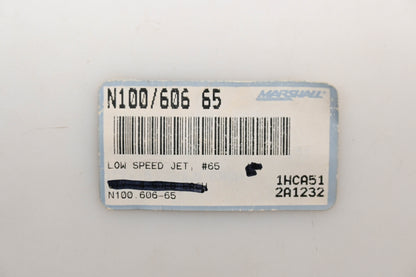 N100/606 65
MARSHALL
LOW SPEED JET, #65
N100.606-65
1HCA51
2A1232